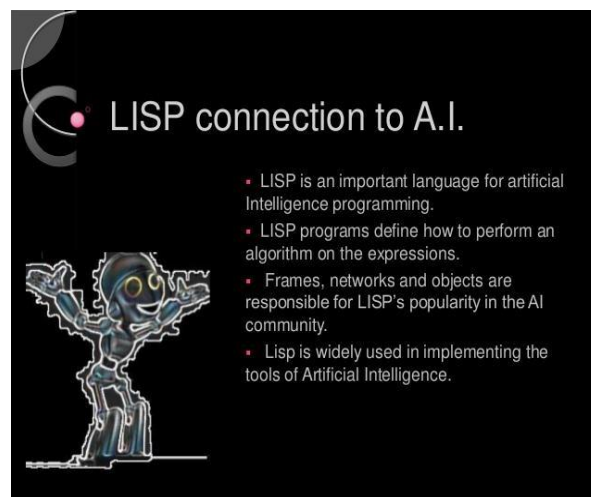 LISP connection to A.I.
▪ LISP is an important language for artificial
Intelligence programming.
▪ LISP programs define how to perform an
algorithm on the expressions.
▪ Frames, networks and objects are
responsible for LISP's popularity in the AI
community.
▪ Lisp is widely used in implementing the
tools of Artificial Intelligence.